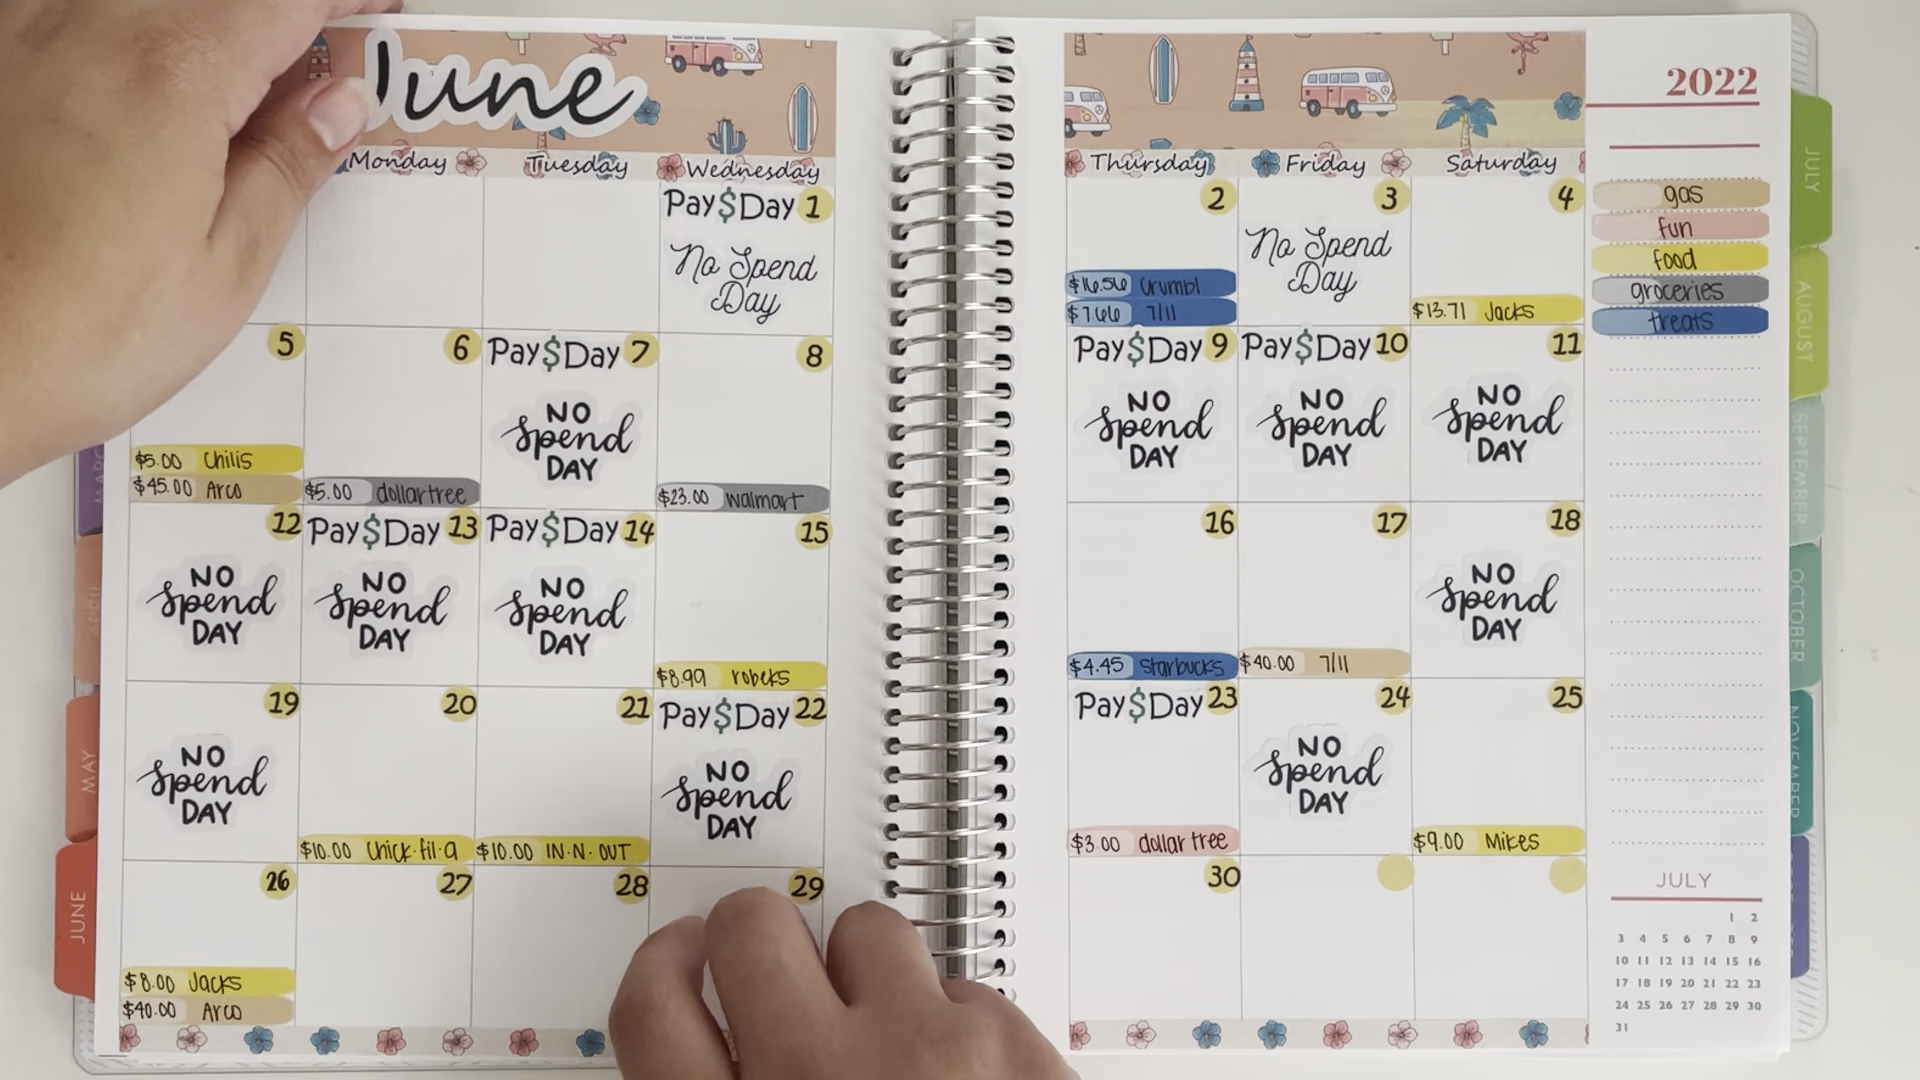 June
2022
Monday Tuesday Wednesday Thursday Friday Saturday
Pay$Day 1
No Spend
Day
2
$16.56 Crumbl
$7.66 7/11
3
No Spend
Day
4
$13.71 Jacks
gas
fun
food
groceries
treats
5
$5.00 Chilis
$45.00 Arco
6
$5.00 dollartree
Pay$Day 7
NO
Spend
DAY
8
$23.00 Walmart
Pay$Day 9
NO
Spend
DAY
Pay$Day 10
NO
Spend
DAY
11
NO
Spend
DAY
12
NO
Spend
DAY
Pay$Day 13
NO
Spend
DAY
Pay$Day 14
NO
Spend
DAY
15
$8.99 robeks
16
$4.45 Starbucks
17
$40.00 7/11
18
NO
Spend
DAY
19
NO
Spend
DAY
20
$10.00 Chick-fil-a
21
$10.00 IN-N-OUT
Pay$Day 22
NO
Spend
DAY
Pay$Day 23
$3.00 dollar tree
24
NO
Spend
DAY
25
$9.00 Mikes
26
$8.00 Jacks
$40.00 Arco
27
28
29
30
JULY
1 2
3 4 5 6 7 8 9
10 11 12 13 14 15 16
17 18 19 20 21 22 23
24 25 26 27 28 29 30
31
APRIL
MAY
JUNE
JULY
AUGUST
SEPTEMBER
OCTOBER
NOVEMBER